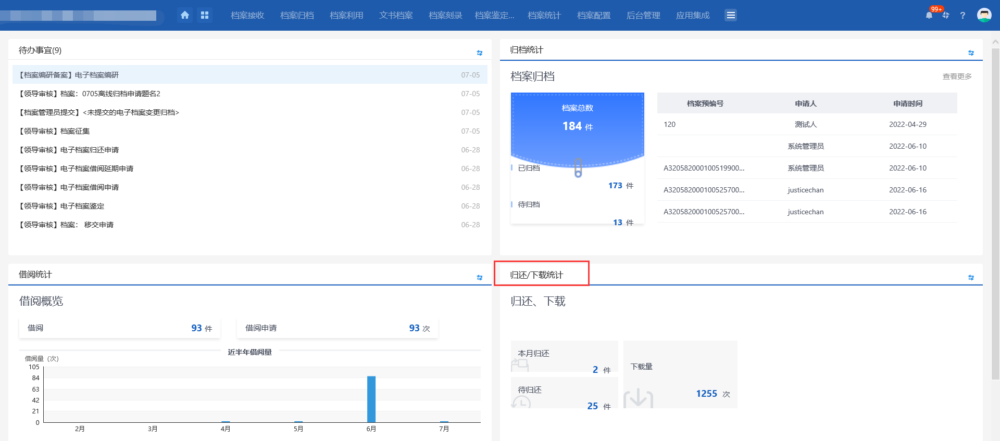 档案接收 档案归档 档案利用 文书档案 档案刻录 档案鉴定... 档案统计 档案配置 后台管理 应用集成 99+ ?
待办事宜(9)
【档案编研备案】电子档案编研 07-05
【领导审核】档案：0705离线归档申请题名2 07-05
【档案管理员提交】<未提交的电子档案变更归档> 07-05
【领导审核】档案征集 07-05
【领导审核】电子档案归还申请 06-28
【领导审核】电子档案借阅延期申请 06-28
【领导审核】电子档案借阅申请 06-28
【领导审核】电子档案鉴定 06-28
【领导审核】档案： 移交申请 06-28
归档统计
档案归档 查看更多
档案总数
184 件
已归档
173 件
待归档
13 件
档案预编号 申请人 申请时间
120 测试人 2022-04-29
系统管理员 2022-06-10
A320582000100519900... 系统管理员 2022-06-10
A320582000100525700... justicechan 2022-06-16
A320582000100525700... justicechan 2022-06-16
借阅统计
借阅概览
借阅 93 件 借阅申请 93 次
近半年借阅量
借阅量（次）
105
84
63
42
21
0
2月 3月 4月 5月 6月 7月
归还/下载统计
归还、下载
本月归还
2 件
待归还
25 件
下载量
1255 次